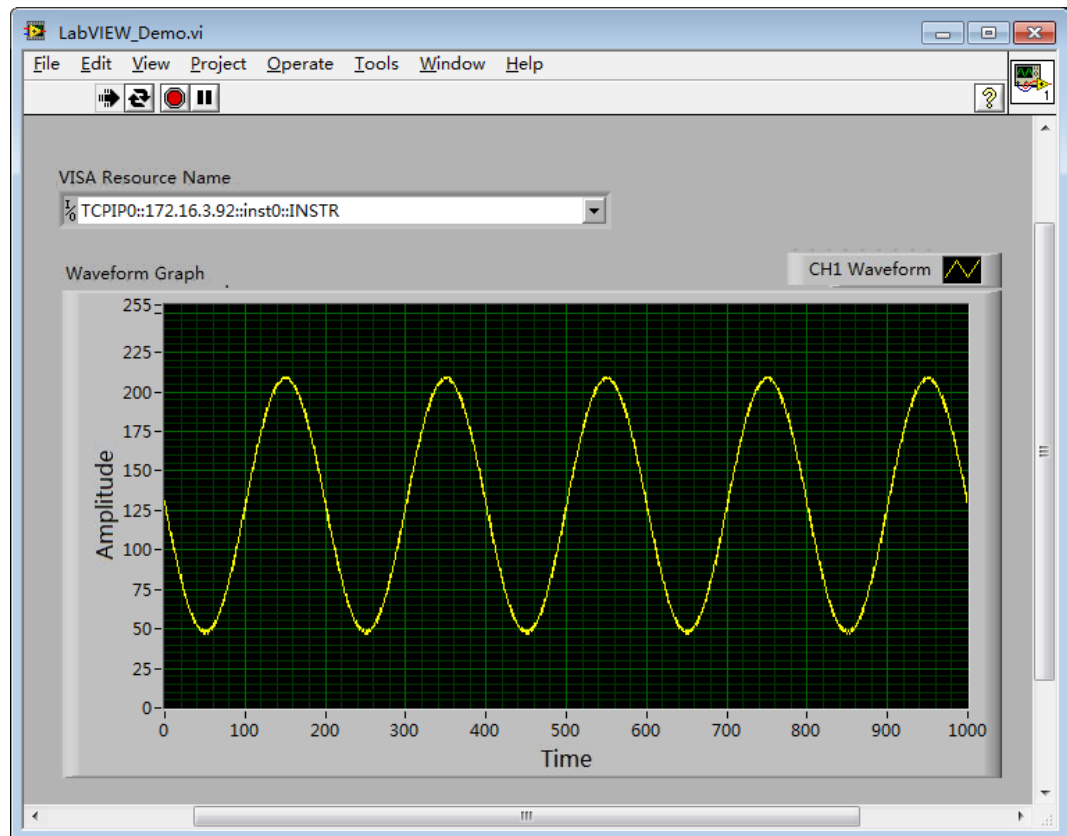 LabVIEW_Demo.vi
File Edit View Project Operate Tools Window Help
1
VISA Resource Name
I/O TCPIP0::172.16.3.92::inst0::INSTR
Waveform Graph
CH1 Waveform
255
225
200
175
150
125
100
75
50
25
0
Amplitude
0 100 200 300 400 500 600 700 800 900 1000
Time